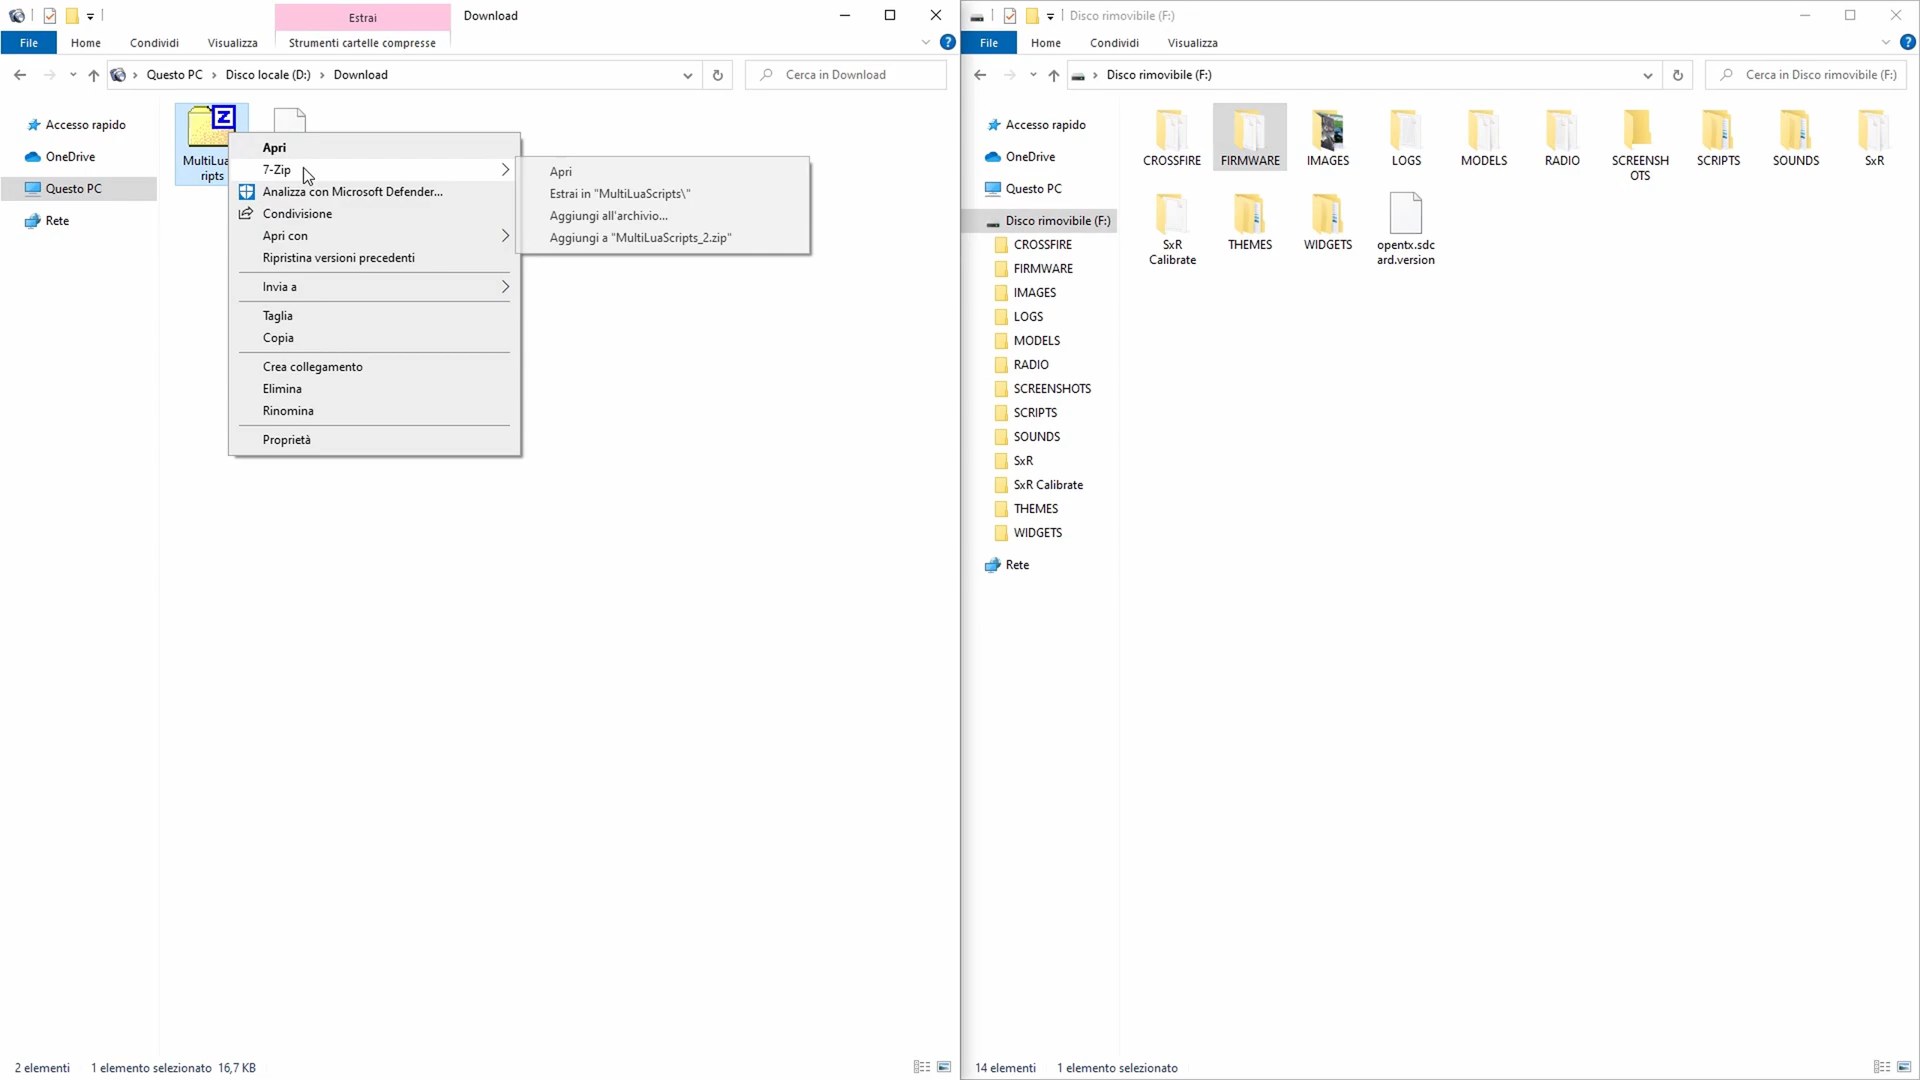 Estrai
Download
File
Home
Condividi
Visualizza
Strumenti cartelle compresse
Questo PC
Disco locale (D:)
Download
Cerca in Download
Accesso rapido
OneDrive
Questo PC
Rete
ripts
Apri
7-Zip
Analizza con Microsoft Defender...
Condivisione
Apri con
Ripristina versioni precedenti
Invia a
Taglia
Copia
Crea collegamento
Elimina
Rinomina
Proprietà
Apri
Estrai in "MultiLuaScripts\"
Aggiungi all'archivio...
Aggiungi a "MultiLuaScripts_2.zip"
2 elementi
1 elemento selezionato 16,7 KB
Disco rimovibile (F:)
File
Home
Condividi
Visualizza
Disco rimovibile (F:)
Cerca in Disco rimovibile (F:)
Accesso rapido
OneDrive
Questo PC
Disco rimovibile (F:)
CROSSFIRE
FIRMWARE
IMAGES
LOGS
MODELS
RADIO
SCREENSHOTS
SCRIPTS
SOUNDS
SxR
SxR Calibrate
THEMES
WIDGETS
Rete
CROSSFIRE
FIRMWARE
IMAGES
LOGS
MODELS
RADIO
SCREENSH
OTS
SCRIPTS
SOUNDS
SxR
SxR
Calibrate
THEMES
WIDGETS
opentx.sdc
ard.version
14 elementi
1 elemento selezionato